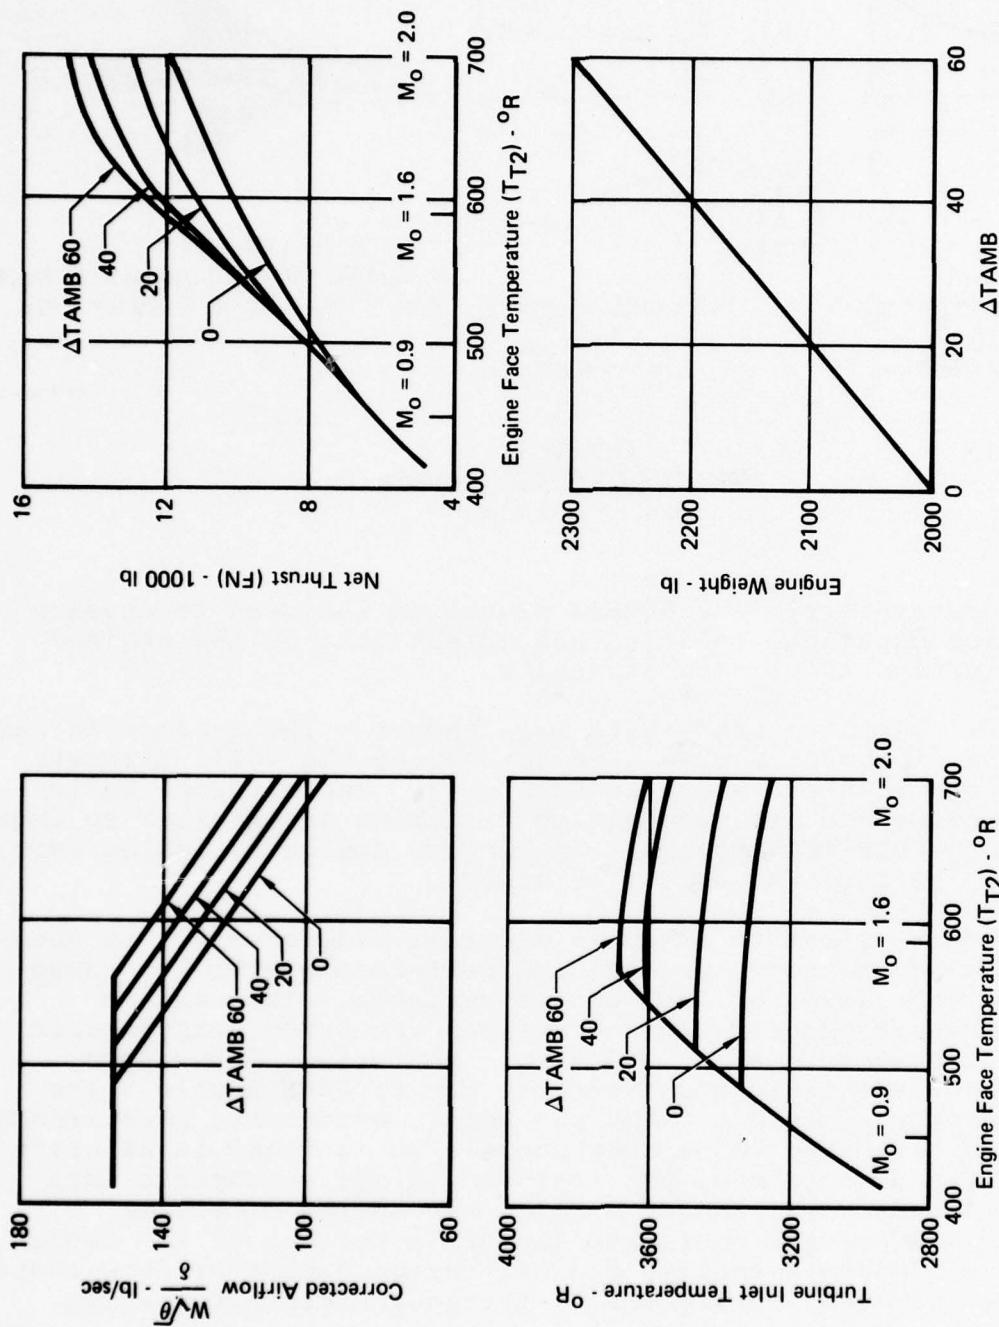 W√θ/δ
Corrected Airflow - lb/sec
180
140
100
60
ΔTAMB 60
40
20
0
Net Thrust (FN) - 1000 lb
16
12
8
4
ΔTAMB 60
40
20
0
M₀ = 0.9
M₀ = 1.6
M₀ = 2.0
400
500
600
700
Engine Face Temperature (T_T2) - °R
Turbine Inlet Temperature - °R
4000
3600
3200
2800
ΔTAMB 60
40
20
0
M₀ = 0.9
M₀ = 1.6
M₀ = 2.0
400
500
600
700
Engine Face Temperature (T_T2) - °R
Engine Weight - lb
2300
2200
2100
2000
0
20
40
60
ΔTAMB